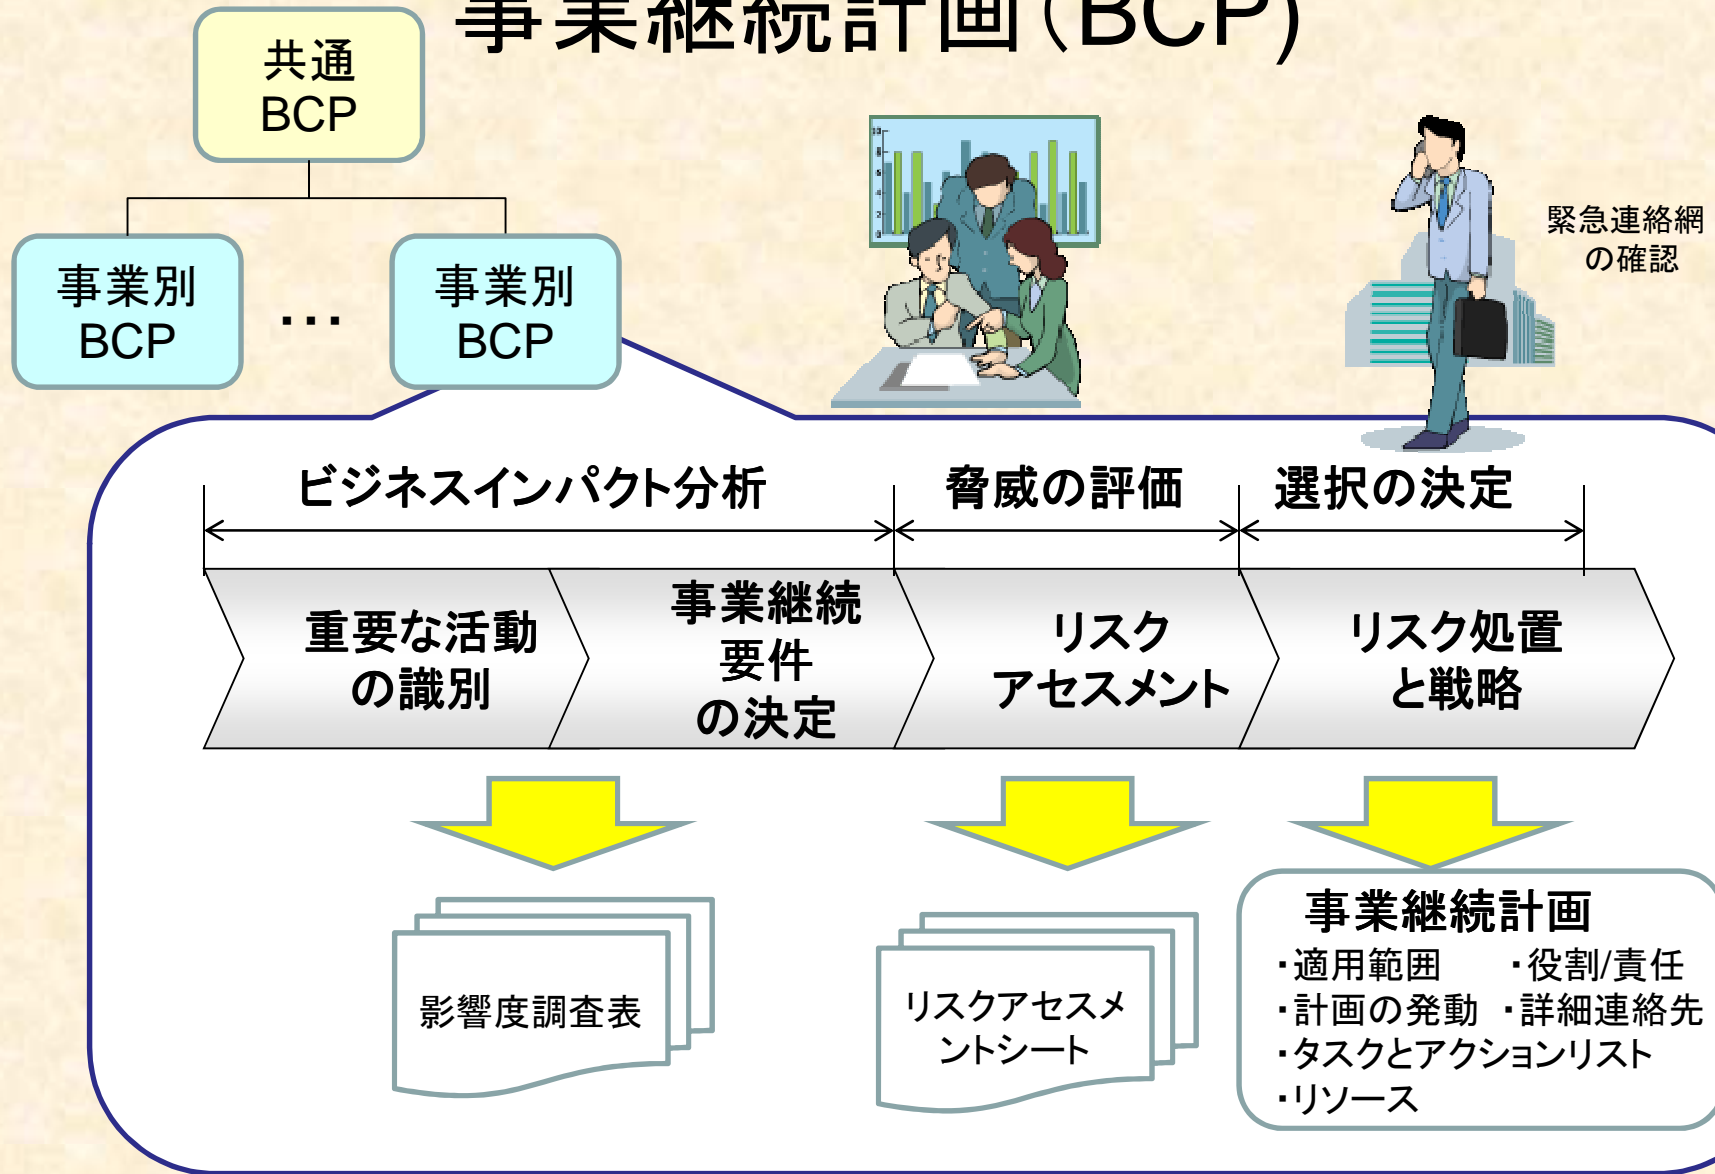 事業継続計画（BCP)
共通
BCP
事業別
BCP
...
事業別
BCP
緊急連絡網
の確認
ビジネスインパクト分析
脅威の評価
選択の決定
重要な活動
の識別
事業継続
要件
の決定
リスク
アセスメント
リスク処置
と戦略
影響度調査表
リスクアセスメ
ントシート
事業継続計画
・適用範囲 ・役割/責任
・計画の発動 ・詳細連絡先
・タスクとアクションリスト
・リソース